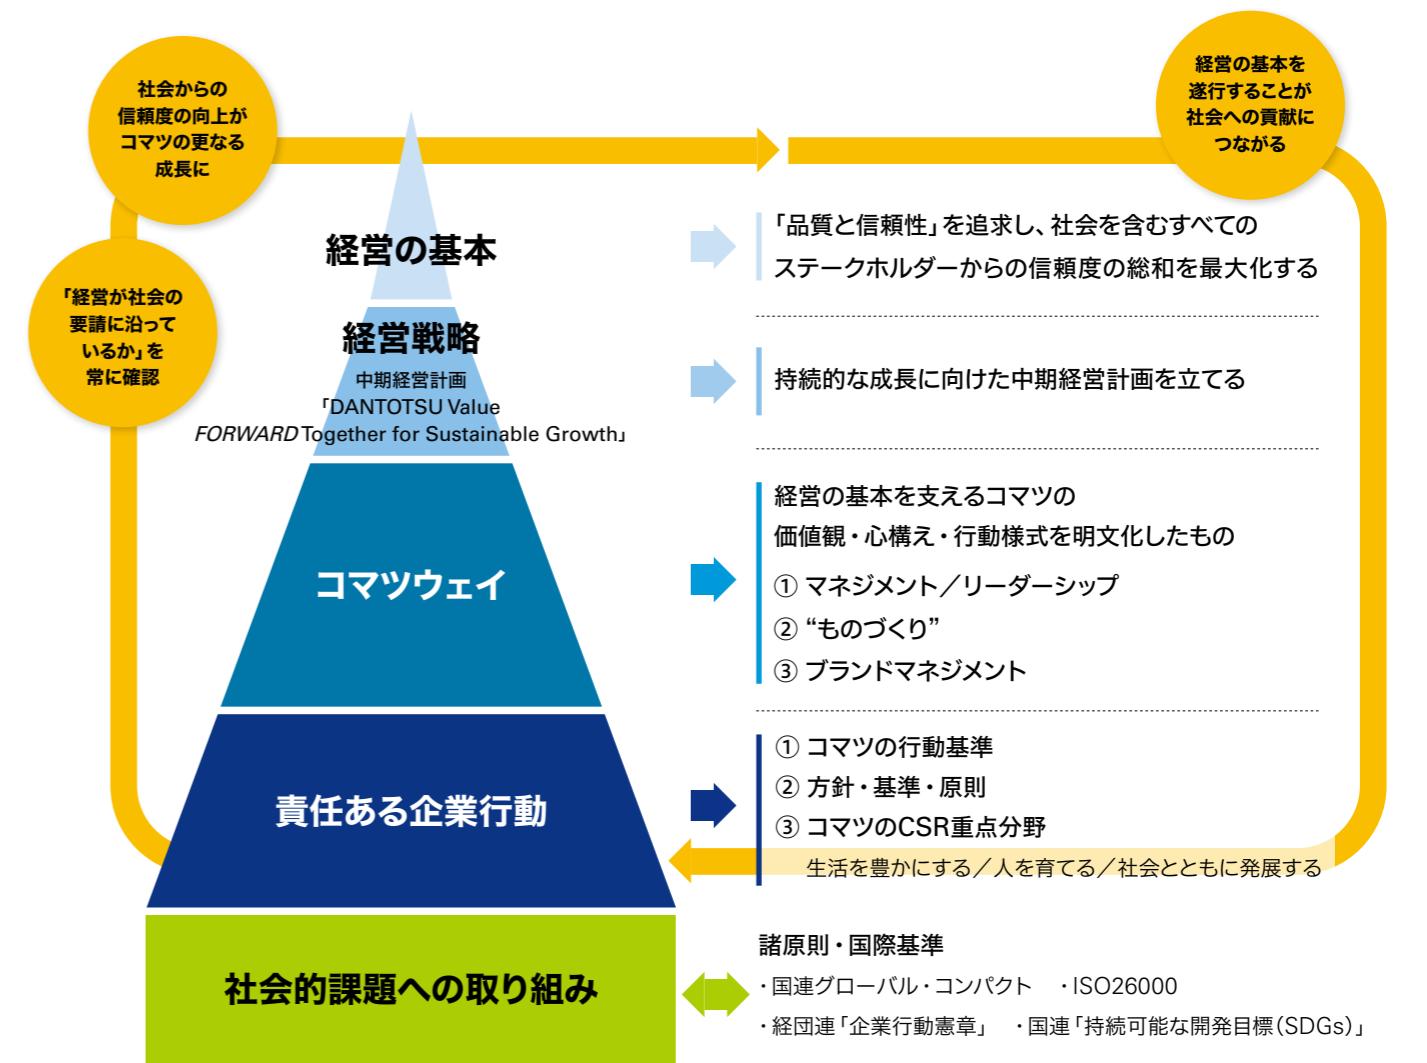 社会からの
信頼度の向上が
コマツの更なる
成長に
経営の基本を
遂行することが
社会への貢献に
つながる
「経営が社会の
要請に沿って
いるか」を
常に確認
経営の基本
「品質と信頼性」を追求し、社会を含むすべての
ステークホルダーからの信頼度の総和を最大化する
経営戦略
中期経営計画
「DANTOTSU Value
FORWARD Together for Sustainable Growth」
持続的な成長に向けた中期経営計画を立てる
コマツウェイ
経営の基本を支えるコマツの
価値観・心構え・行動様式を明文化したもの
① マネジメント／リーダーシップ
② “ものづくり”
③ ブランドマネジメント
責任ある企業行動
① コマツの行動基準
② 方針・基準・原則
③ コマツのCSR重点分野
生活を豊かにする／人を育てる／社会とともに発展する
社会的課題への取り組み
諸原則・国際基準
・国連グローバル・コンパクト ・ISO26000
・経団連「企業行動憲章」 ・国連「持続可能な開発目標（SDGs）」